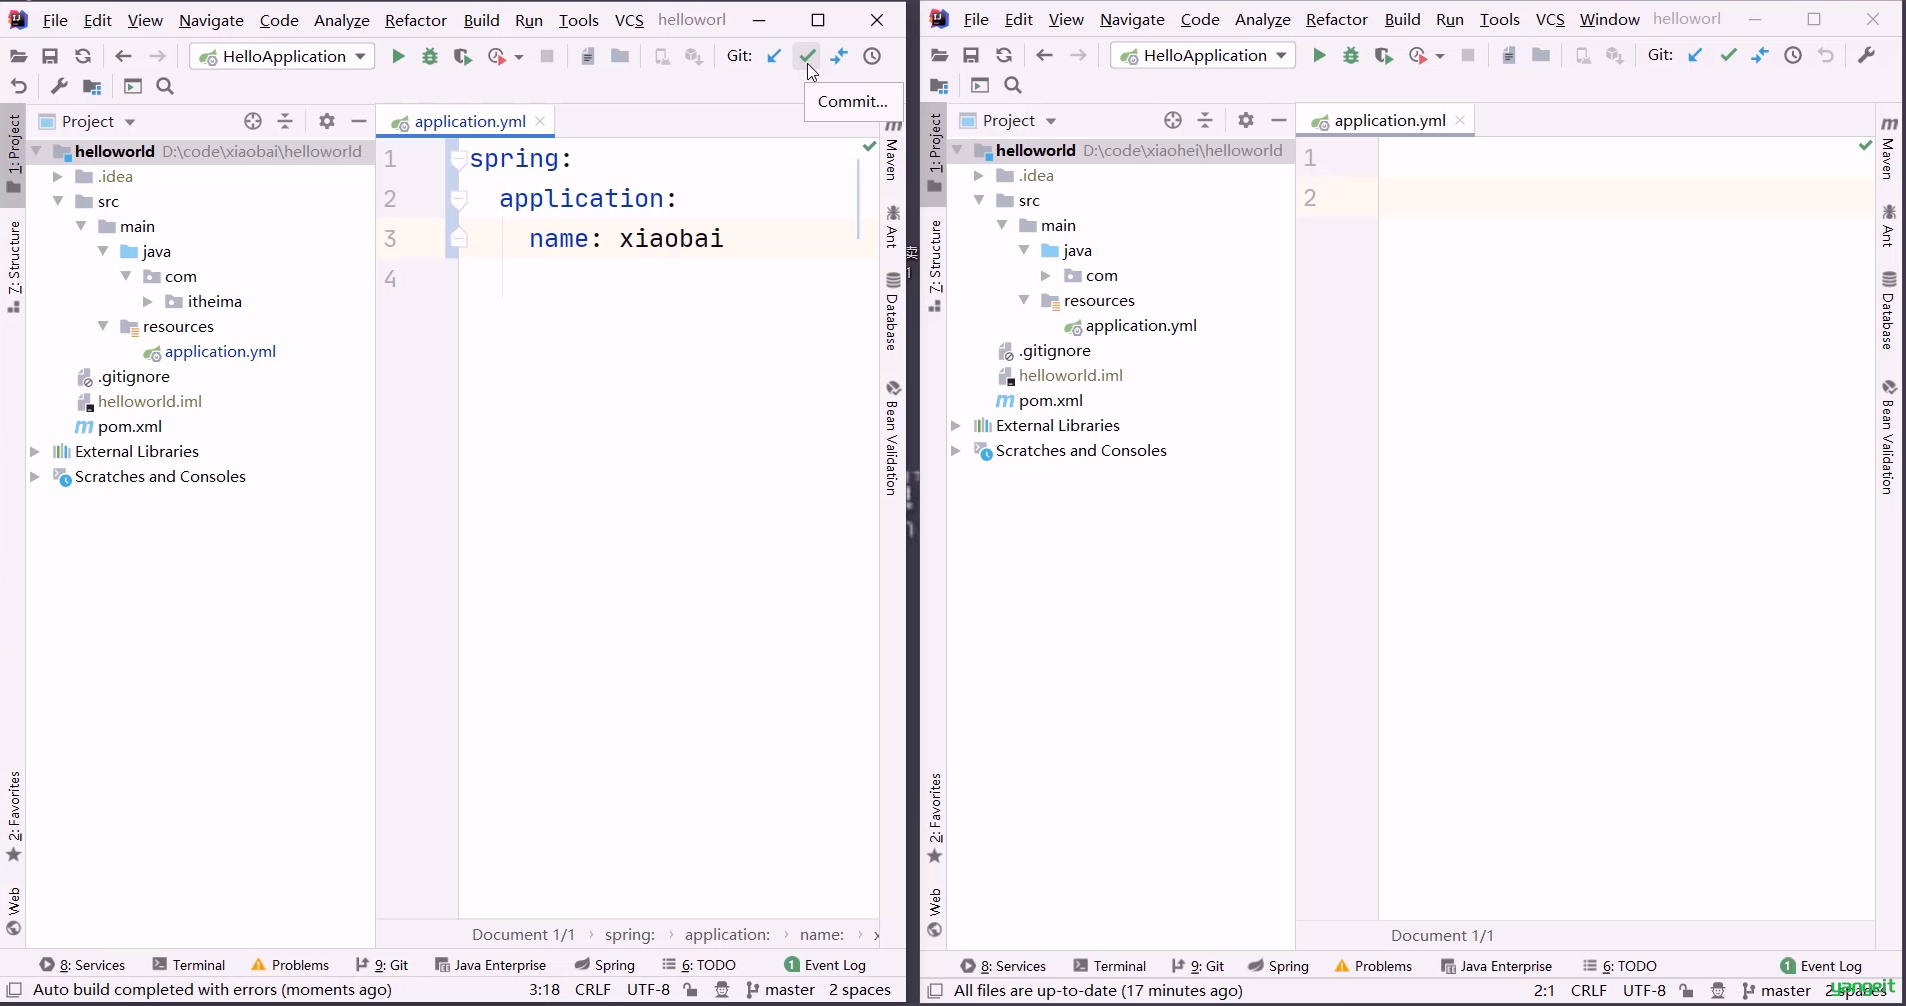 File Edit View Navigate Code Analyze Refactor Build Run Tools VCS helloworl
HelloApplication Git:
Commit...
Project
helloworld D:\code\xiaobai\helloworld
.idea
src
main
java
com
itheima
resources
application.yml
.gitignore
helloworld.iml
pom.xml
External Libraries
Scratches and Consoles
1: Project
7: Structure
2: Favorites
Web
application.yml
1 spring:
2 application:
3 name: xiaobai
4
Maven
Ant
Database
Bean Validation
Document 1/1 › spring: › application: › name: ›
8: Services Terminal Problems 9: Git Java Enterprise Spring 6: TODO 1 Event Log
Auto build completed with errors (moments ago) 3:18 CRLF UTF-8 master 2 spaces
File Edit View Navigate Code Analyze Refactor Build Run Tools VCS Window helloworl
HelloApplication Git:
Project
helloworld D:\code\xiaohei\helloworld
.idea
src
main
java
com
resources
application.yml
.gitignore
helloworld.iml
pom.xml
External Libraries
Scratches and Consoles
1: Project
7: Structure
2: Favorites
Web
application.yml
1
2
Maven
Ant
Database
Bean Validation
Document 1/1
8: Services Terminal 9: Git Spring Problems Java Enterprise 6: TODO 1 Event Log
All files are up-to-date (17 minutes ago) 2:1 CRLF UTF-8 master 2 spaces